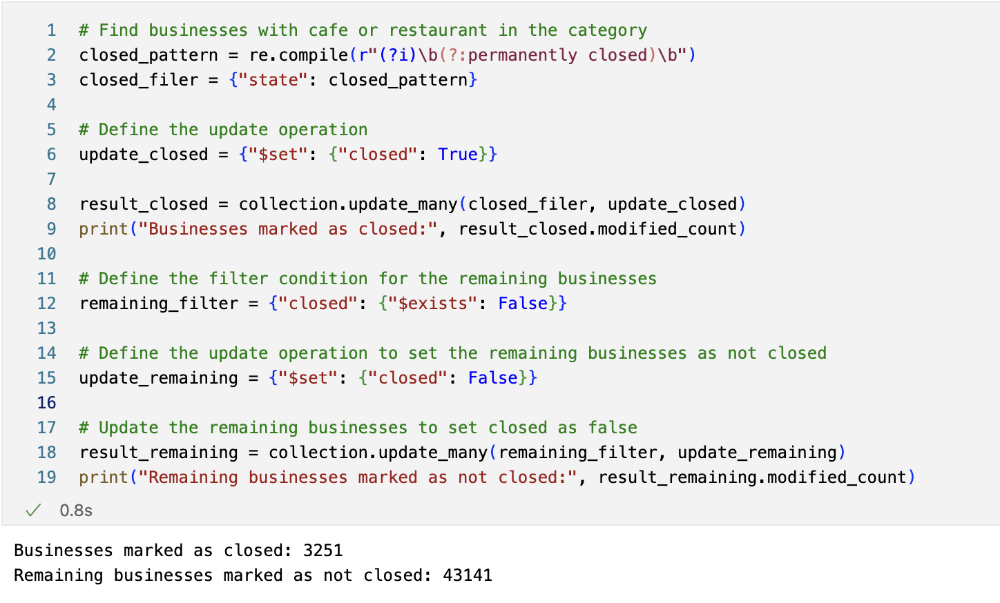 1 # Find businesses with cafe or restaurant in the category
2 closed_pattern = re.compile(r"(?i)\b(?:permanently closed)\b")
3 closed_filer = {"state": closed_pattern}
4
5 # Define the update operation
6 update_closed = {"$set": {"closed": True}}
7
8 result_closed = collection.update_many(closed_filer, update_closed)
9 print("Businesses marked as closed:", result_closed.modified_count)
10
11 # Define the filter condition for the remaining businesses
12 remaining_filter = {"closed": {"$exists": False}}
13
14 # Define the update operation to set the remaining businesses as not closed
15 update_remaining = {"$set": {"closed": False}}
16
17 # Update the remaining businesses to set closed as false
18 result_remaining = collection.update_many(remaining_filter, update_remaining)
19 print("Remaining businesses marked as not closed:", result_remaining.modified_count)
0.8s
Businesses marked as closed: 3251
Remaining businesses marked as not closed: 43141